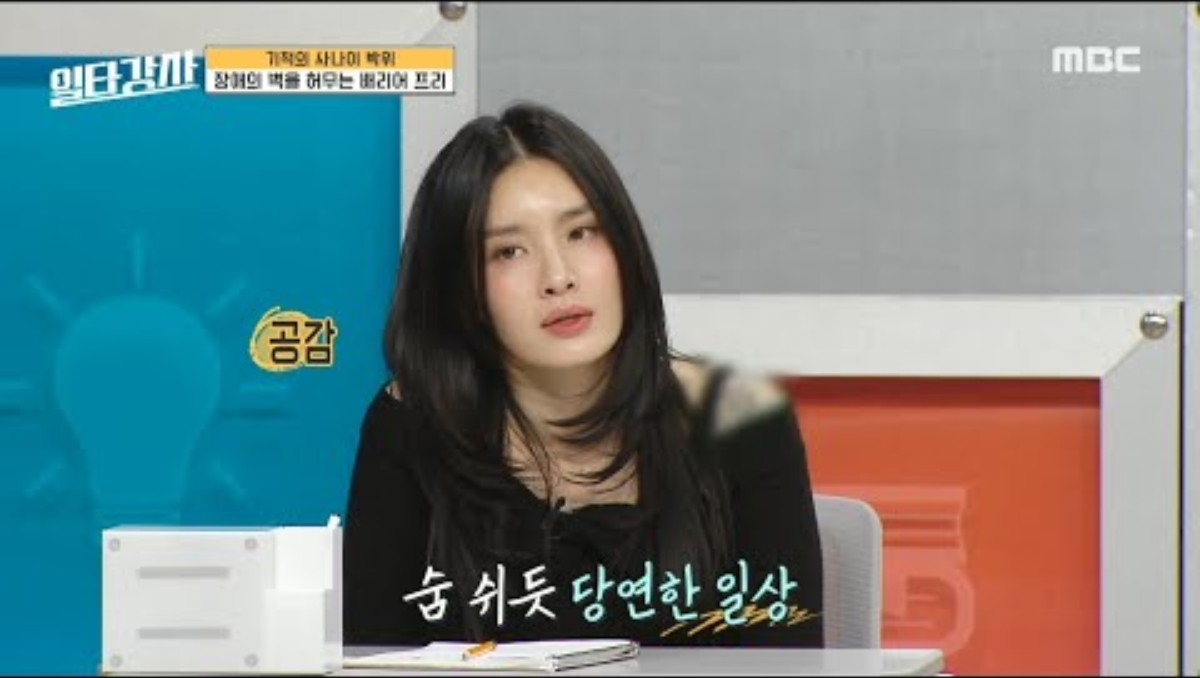 일타강사
기적의 사나이 박위
장애의 벽을 허무는 배리어 프리
MBC
공감
숨 쉬듯 당연한 일상